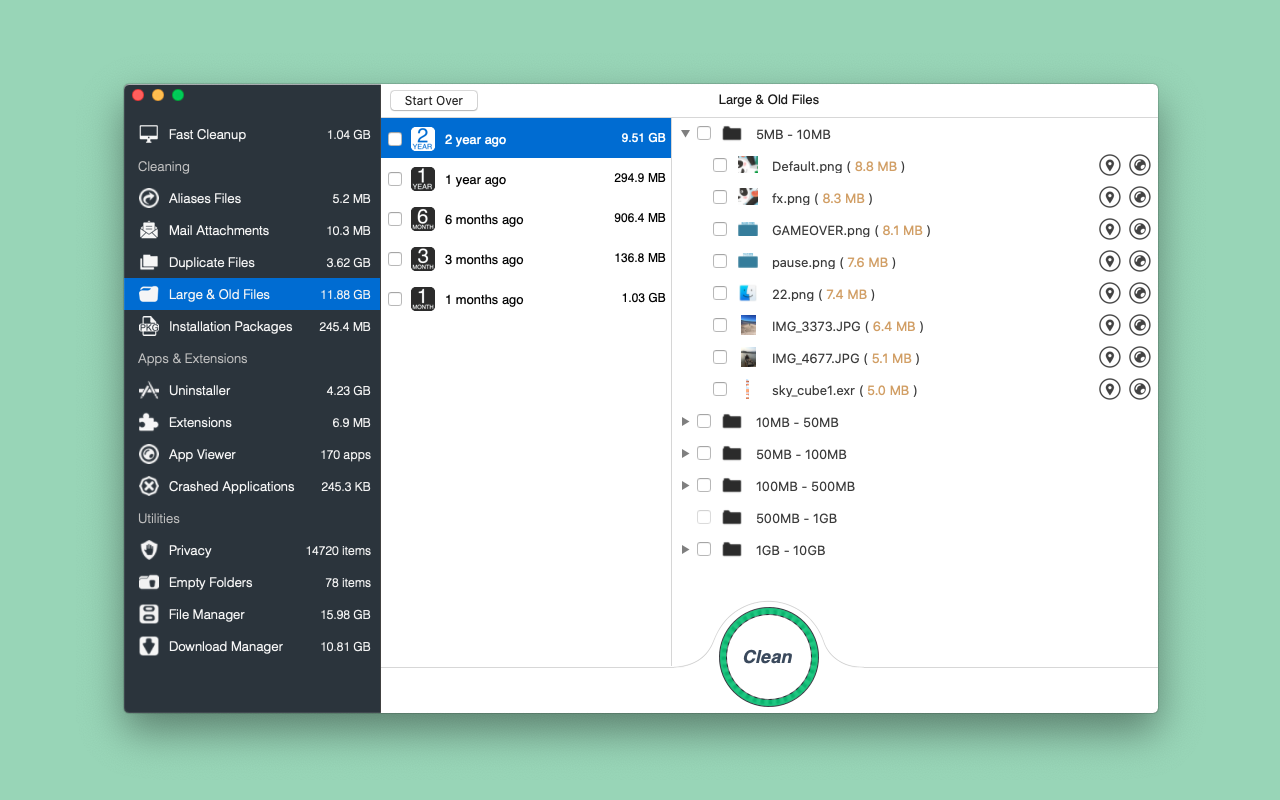 Start Over
Large & Old Files
Fast Cleanup 1.04 GB
Cleaning
Aliases Files 5.2 MB
Mail Attachments 10.3 MB
Duplicate Files 3.62 GB
Large & Old Files 11.88 GB
PKG Installation Packages 245.4 MB
Apps & Extensions
Uninstaller 4.23 GB
Extensions 6.9 MB
App Viewer 170 apps
Crashed Applications 245.3 KB
Utilities
Privacy 14720 items
Empty Folders 78 items
File Manager 15.98 GB
Download Manager 10.81 GB
2 YEAR 2 year ago 9.51 GB
1 YEAR 1 year ago 294.9 MB
6 MONTH 6 months ago 906.4 MB
3 MONTH 3 months ago 136.8 MB
1 MONTH 1 months ago 1.03 GB
5MB - 10MB
Default.png ( 8.8 MB )
fx.png ( 8.3 MB )
GAMEOVER.png ( 8.1 MB )
pause.png ( 7.6 MB )
22.png ( 7.4 MB )
IMG_3373.JPG ( 6.4 MB )
IMG_4677.JPG ( 5.1 MB )
sky_cube1.exr ( 5.0 MB )
10MB - 50MB
50MB - 100MB
100MB - 500MB
500MB - 1GB
1GB - 10GB
Clean